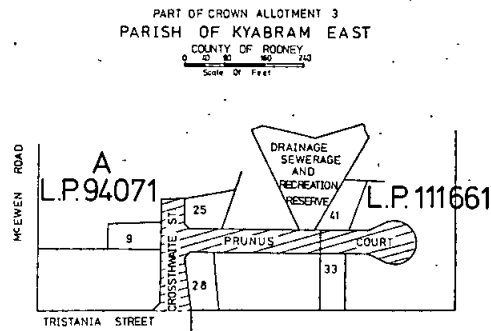 PART OF CROWN ALLOTMENT 3
PARISH OF KYABRAM EAST
COUNTY OF RODNEY
0 40 80 160 240
Scale Of Feet
MCEWEN ROAD
A
L.P.94071
9
CROSSTHWAITE ST.
25
28
DRAINAGE
SEWERAGE
AND
RECREATION
RESERVE
41
L.P.111661
PRUNUS COURT
33
TRISTANIA STREET